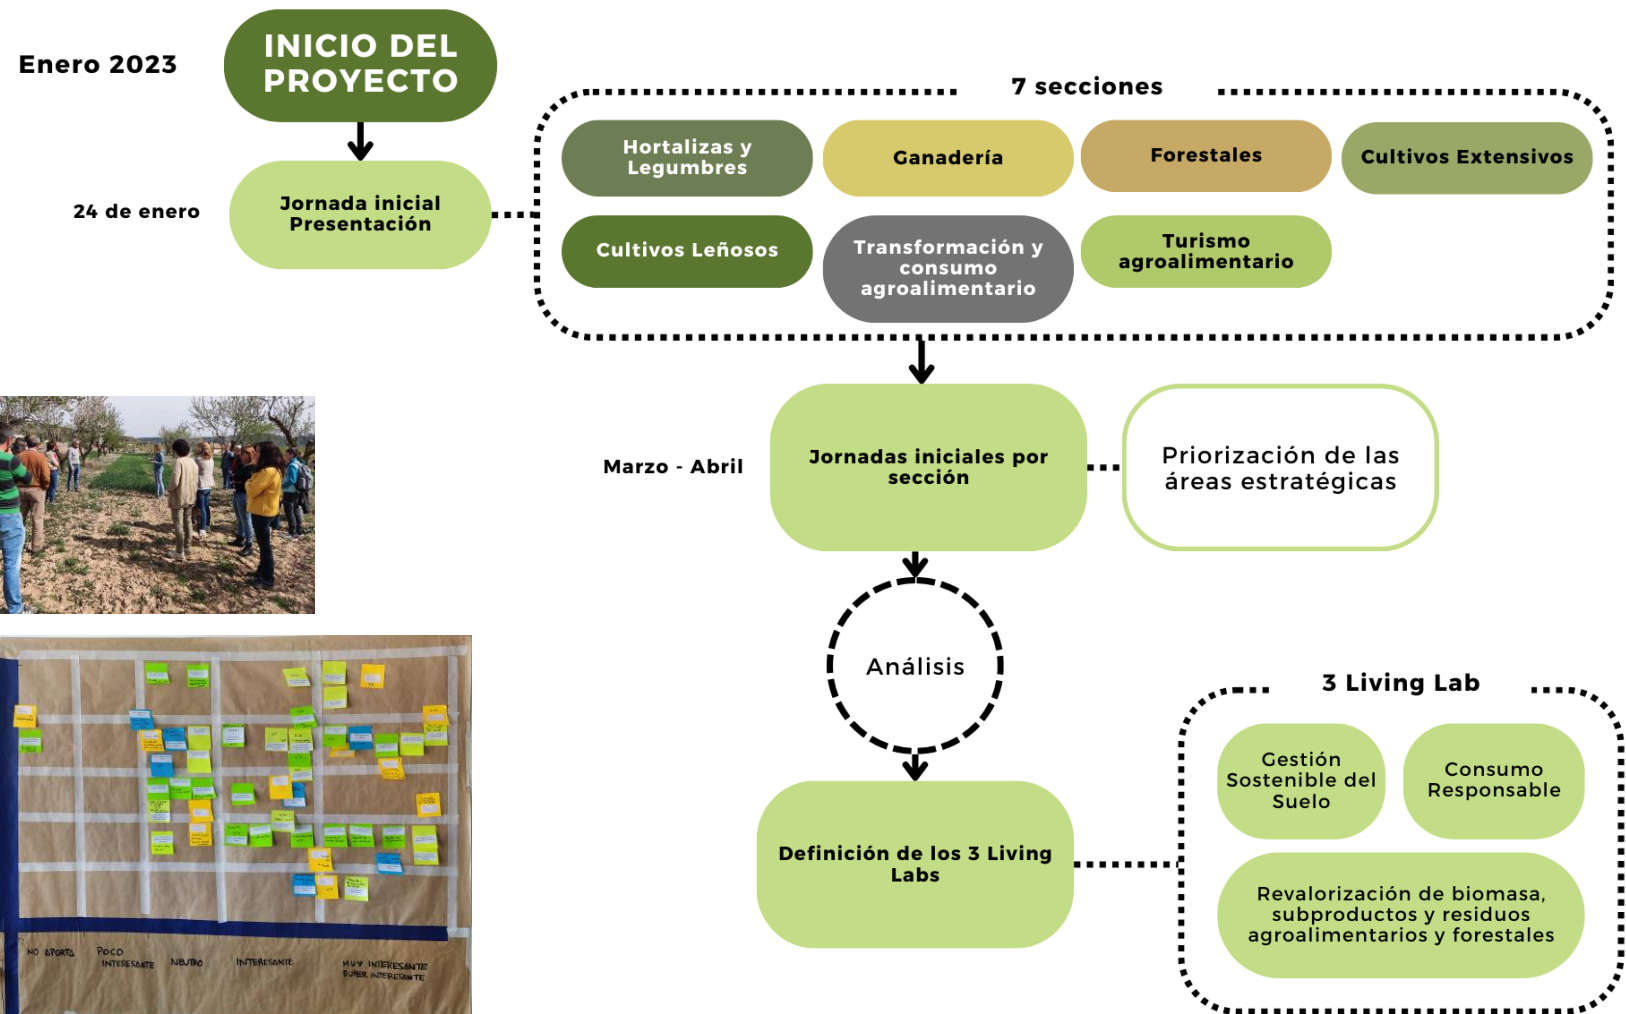 Enero 2023
INICIO DEL
PROYECTO
24 de enero
Jornada inicial
Presentación
7 secciones
Hortalizas y
Legumbres
Ganadería
Forestales
Cultivos Extensivos
Cultivos Leñosos
Transformación y
consumo
agroalimentario
Turismo
agroalimentario
Marzo - Abril
Jornadas iniciales por
sección
Priorización de las
áreas estratégicas
Análisis
Definición de los 3 Living
Labs
3 Living Lab
Gestión
Sostenible del
Suelo
Consumo
Responsable
Revalorización de biomasa,
subproductos y residuos
agroalimentarios y forestales
NO APORTA
POCO
INTERESANTE
NEUTRO
INTERESANTE
MUY INTERESANTE
SUPER INTERESANTE